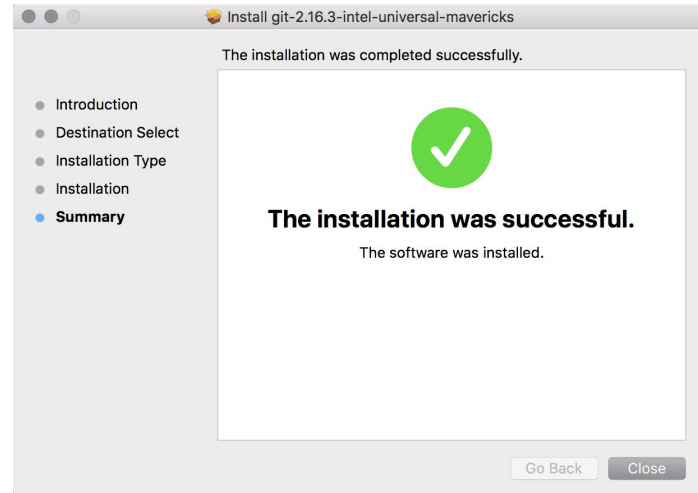 Install git-2.16.3-intel-universal-mavericks
The installation was completed successfully.
Introduction
Destination Select
Installation Type
Installation
Summary
The installation was successful.
The software was installed.
Go Back
Close